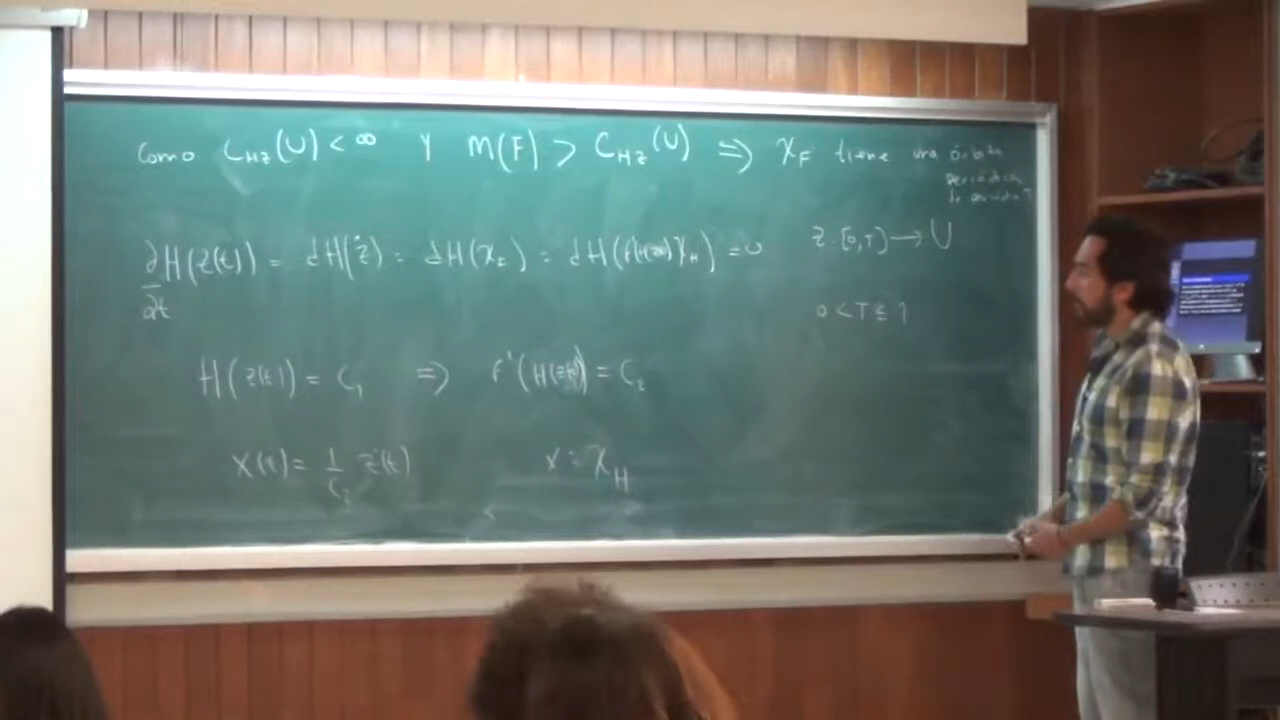 Como C_HZ(U) < ∞ y m(F) > C_HZ(U) ⇒ X_F tiene una órbita
periódica
de periodo T
∂/∂t H(z(t)) = dH(ż) = dH(X_F) = dH(f'(H(z(t)))X_H) = 0
z: [0,T] → U
0 < T ≤ 1
H(z(t)) = C₁ ⇒ f'(H(z(t))) = C₂
x(t) = 1/C₂ z(t)
ẋ = X_H